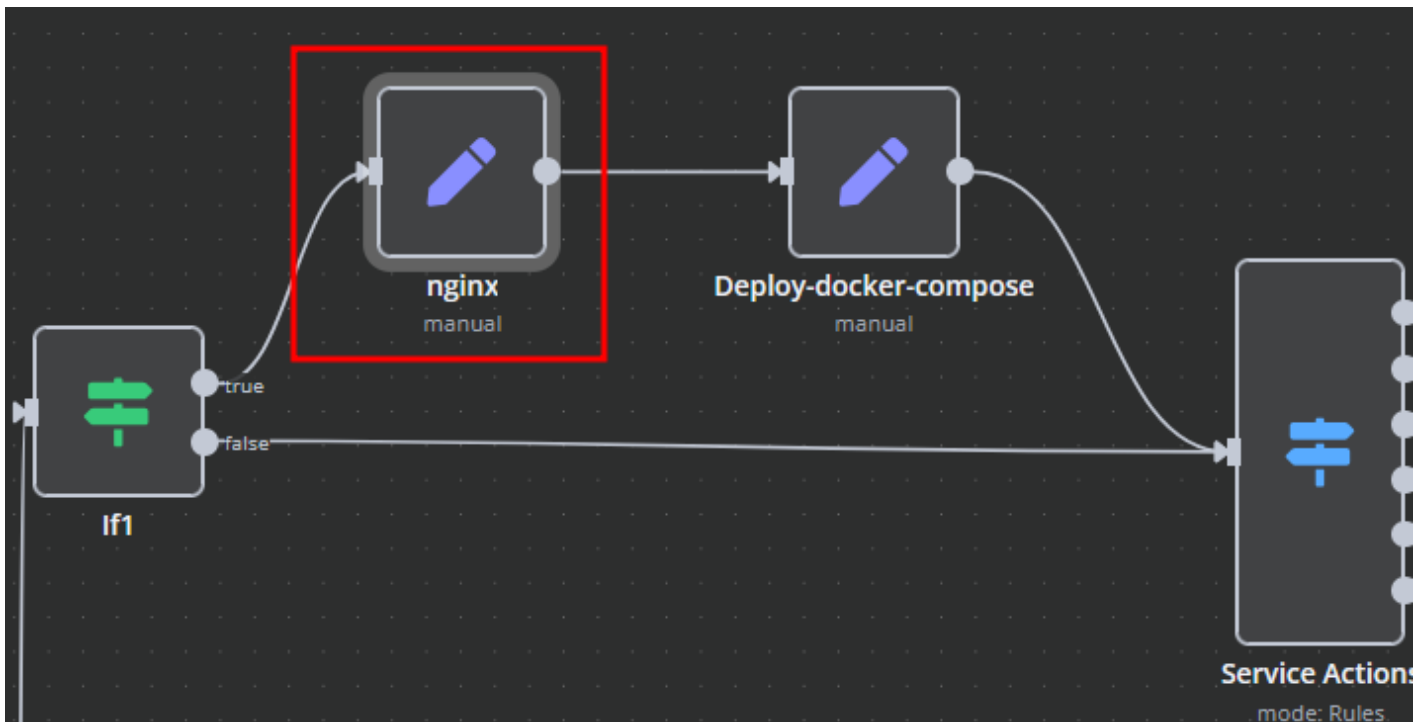 nginx
manual
Deploy-docker-compose
manual
true
false
If1
Service Actions
mode: Rules